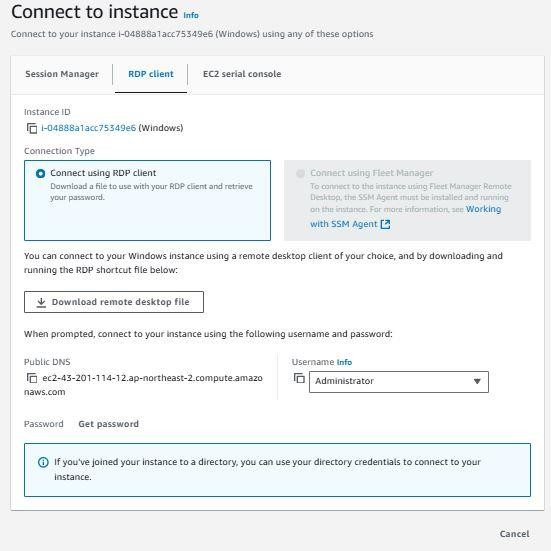 Connect to instance Info
Connect to your instance i-04888a1acc75349e6 (Windows) using any of these options
Session Manager
RDP client
EC2 serial console
Instance ID
i-04888a1acc75349e6 (Windows)
Connection Type
Connect using RDP client
Download a file to use with your RDP client and retrieve
your password.
Connect using Fleet Manager
To connect to the instance using Fleet Manager Remote
Desktop, the SSM Agent must be installed and running
on the instance. For more information, see Working
with SSM Agent
You can connect to your Windows instance using a remote desktop client of your choice, and by downloading and
running the RDP shortcut file below:
Download remote desktop file
When prompted, connect to your instance using the following username and password:
Public DNS
ec2-43-201-114-12.ap-northeast-2.compute.amazo
naws.com
Username Info
Administrator
Password Get password
If you've joined your instance to a directory, you can use your directory credentials to connect to your
instance.
Cancel